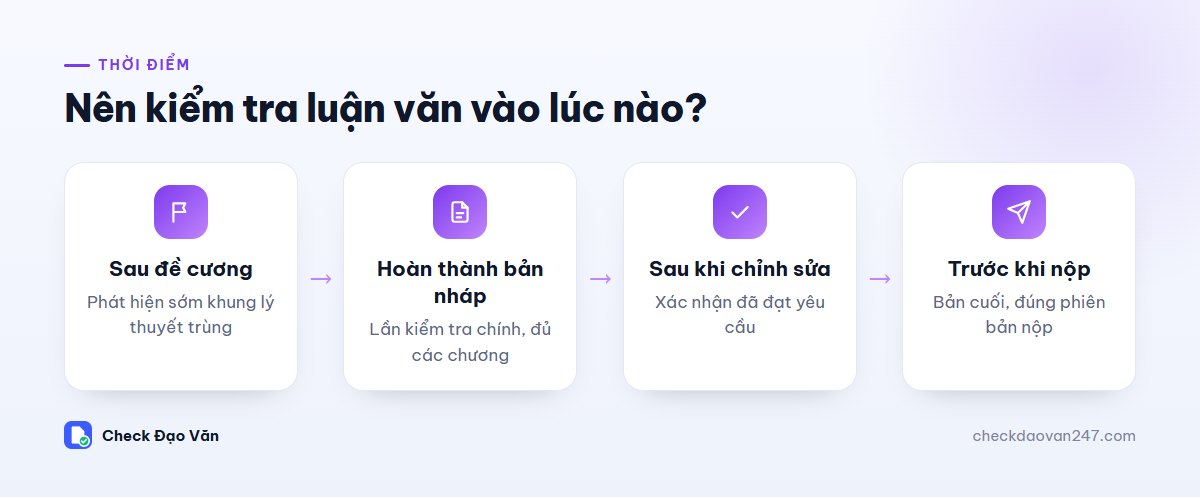 THỜI ĐIỂM
Nên kiểm tra luận văn vào lúc nào?
Sau đề cương
Phát hiện sớm khung lý
thuyết trùng
Hoàn thành bản
nháp
Lần kiểm tra chính, đủ
các chương
Sau khi chỉnh sửa
Xác nhận đã đạt yêu
cầu
Trước khi nộp
Bản cuối, đúng phiên
bản nộp
Check Đạo Văn
checkdaovan247.com